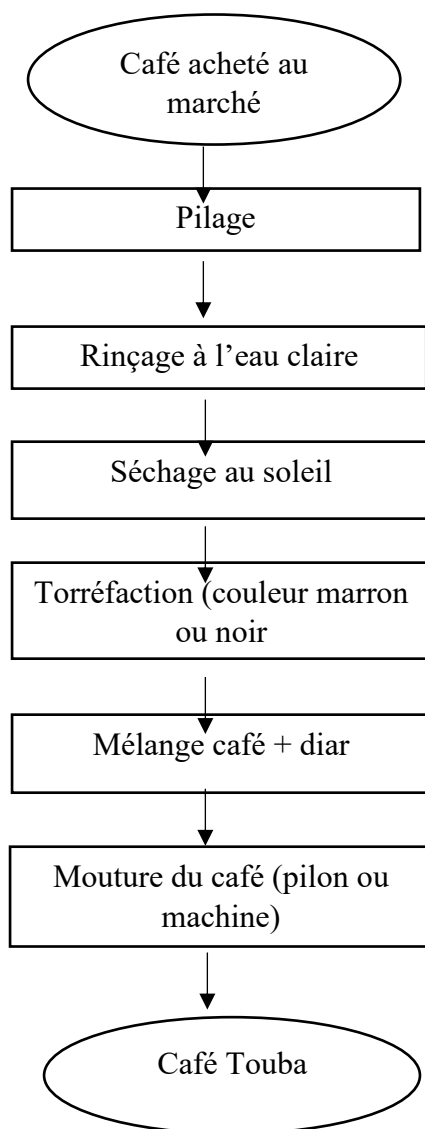 Café acheté au
marché
Pilage
Rinçage à l’eau claire
Séchage au soleil
Torréfaction (couleur marron
ou noir
Mélange café + diar
Mouture du café (pilon ou
machine)
Café Touba